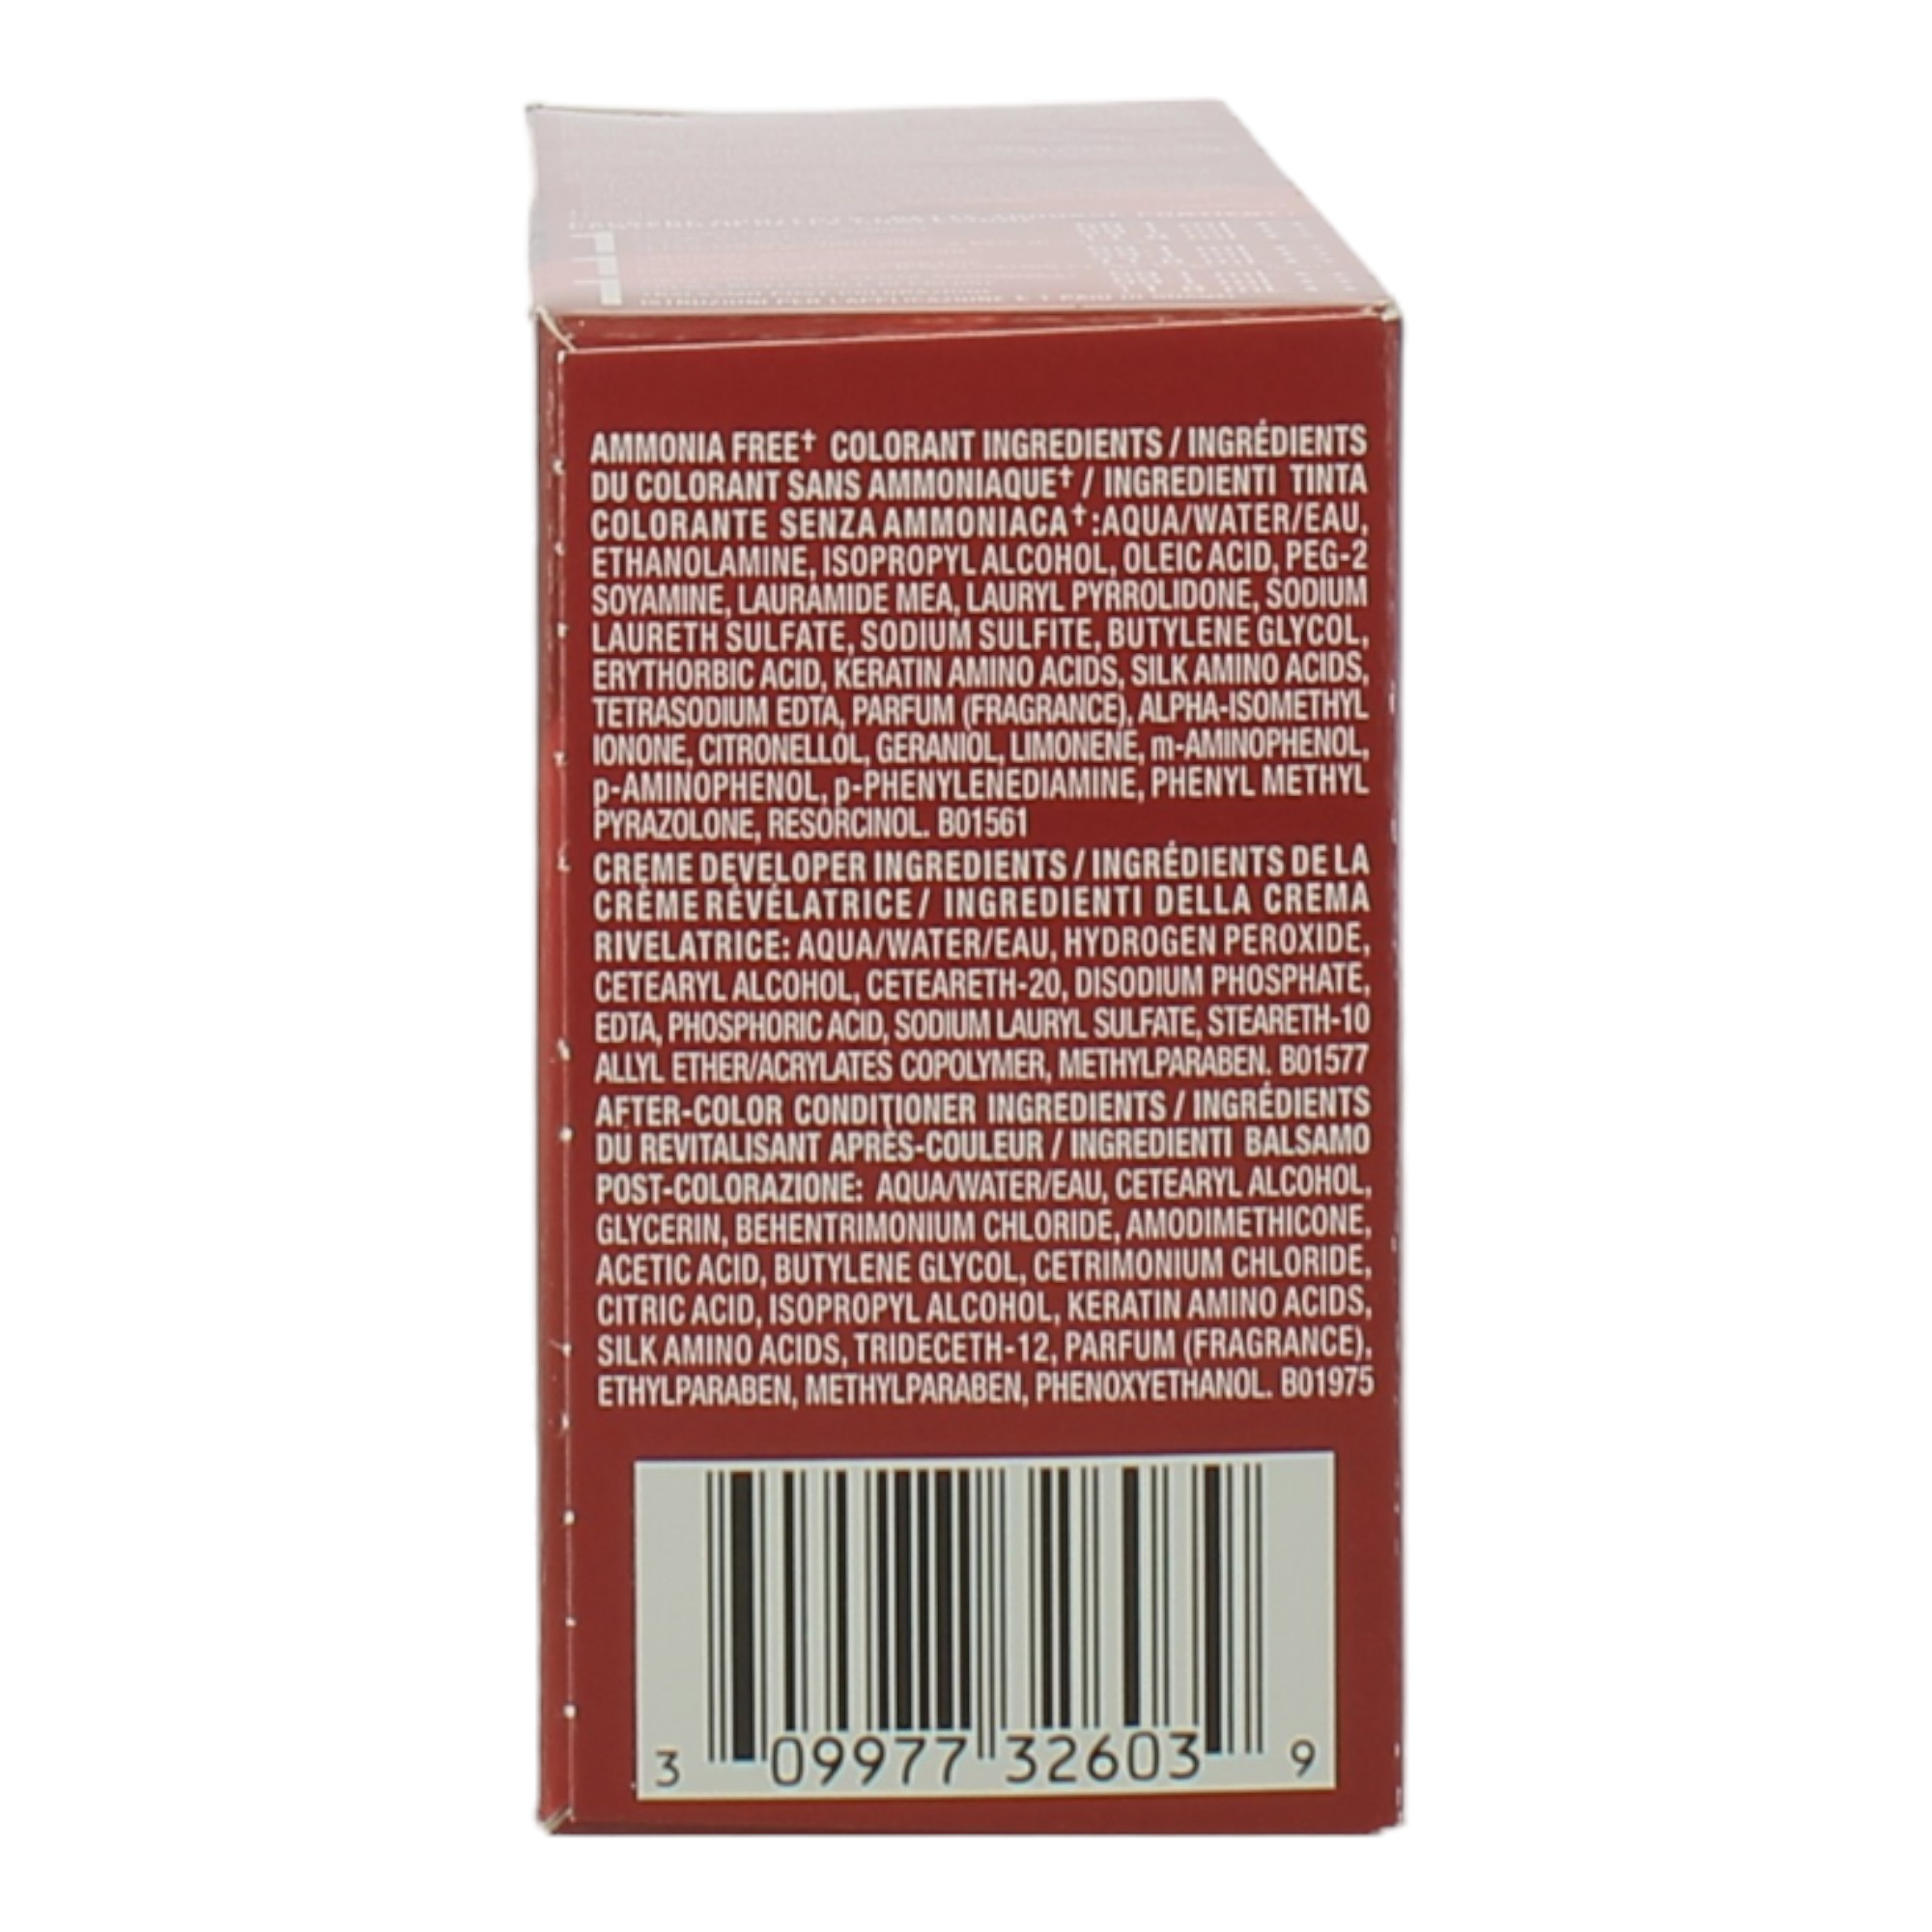 ISTRUZIONI PER L'APPLICAZIONE E
AMMONIA FREE† COLORANT INGREDIENTS / INGRÉDIENTS
DU COLORANT SANS AMMONIAQUE† / INGREDIENTI TINTA
COLORANTE SENZA AMMONIACA†:AQUA/WATER/EAU,
ETHANOLAMINE, ISOPROPYL ALCOHOL, OLEIC ACID, PEG-2
SOYAMINE, LAURAMIDE MEA, LAURYL PYRROLIDONE, SODIUM
LAURETH SULFATE, SODIUM SULFITE, BUTYLENE GLYCOL,
ERYTHORBIC ACID, KERATIN AMINO ACIDS, SILK AMINO ACIDS,
TETRASODIUM EDTA, PARFUM (FRAGRANCE), ALPHA-ISOMETHYL
IONONE, CITRONELLOL, GERANIOL, LIMONENE, m-AMINOPHENOL,
p-AMINOPHENOL, p-PHENYLENEDIAMINE, PHENYL METHYL
PYRAZOLONE, RESORCINOL. B01561
CREME DEVELOPER INGREDIENTS / INGRÉDIENTS DE LA
CRÈME RÉVÉLATRICE / INGREDIENTI DELLA CREMA
RIVELATRICE: AQUA/WATER/EAU, HYDROGEN PEROXIDE,
CETEARYL ALCOHOL, CETEARETH-20, DISODIUM PHOSPHATE,
EDTA, PHOSPHORIC ACID, SODIUM LAURYL SULFATE, STEARETH-10
ALLYL ETHER/ACRYLATES COPOLYMER, METHYLPARABEN. B01577
AFTER-COLOR CONDITIONER INGREDIENTS / INGRÉDIENTS
DU REVITALISANT APRÈS-COULEUR / INGREDIENTI BALSAMO
POST-COLORAZIONE: AQUA/WATER/EAU, CETEARYL ALCOHOL,
GLYCERIN, BEHENTRIMONIUM CHLORIDE, AMODIMETHICONE,
ACETIC ACID, BUTYLENE GLYCOL, CETRIMONIUM CHLORIDE,
CITRIC ACID, ISOPROPYL ALCOHOL, KERATIN AMINO ACIDS,
SILK AMINO ACIDS, TRIDECETH-12, PARFUM (FRAGRANCE),
ETHYLPARABEN, METHYLPARABEN, PHENOXYETHANOL. B01975
3 09977 32603 9